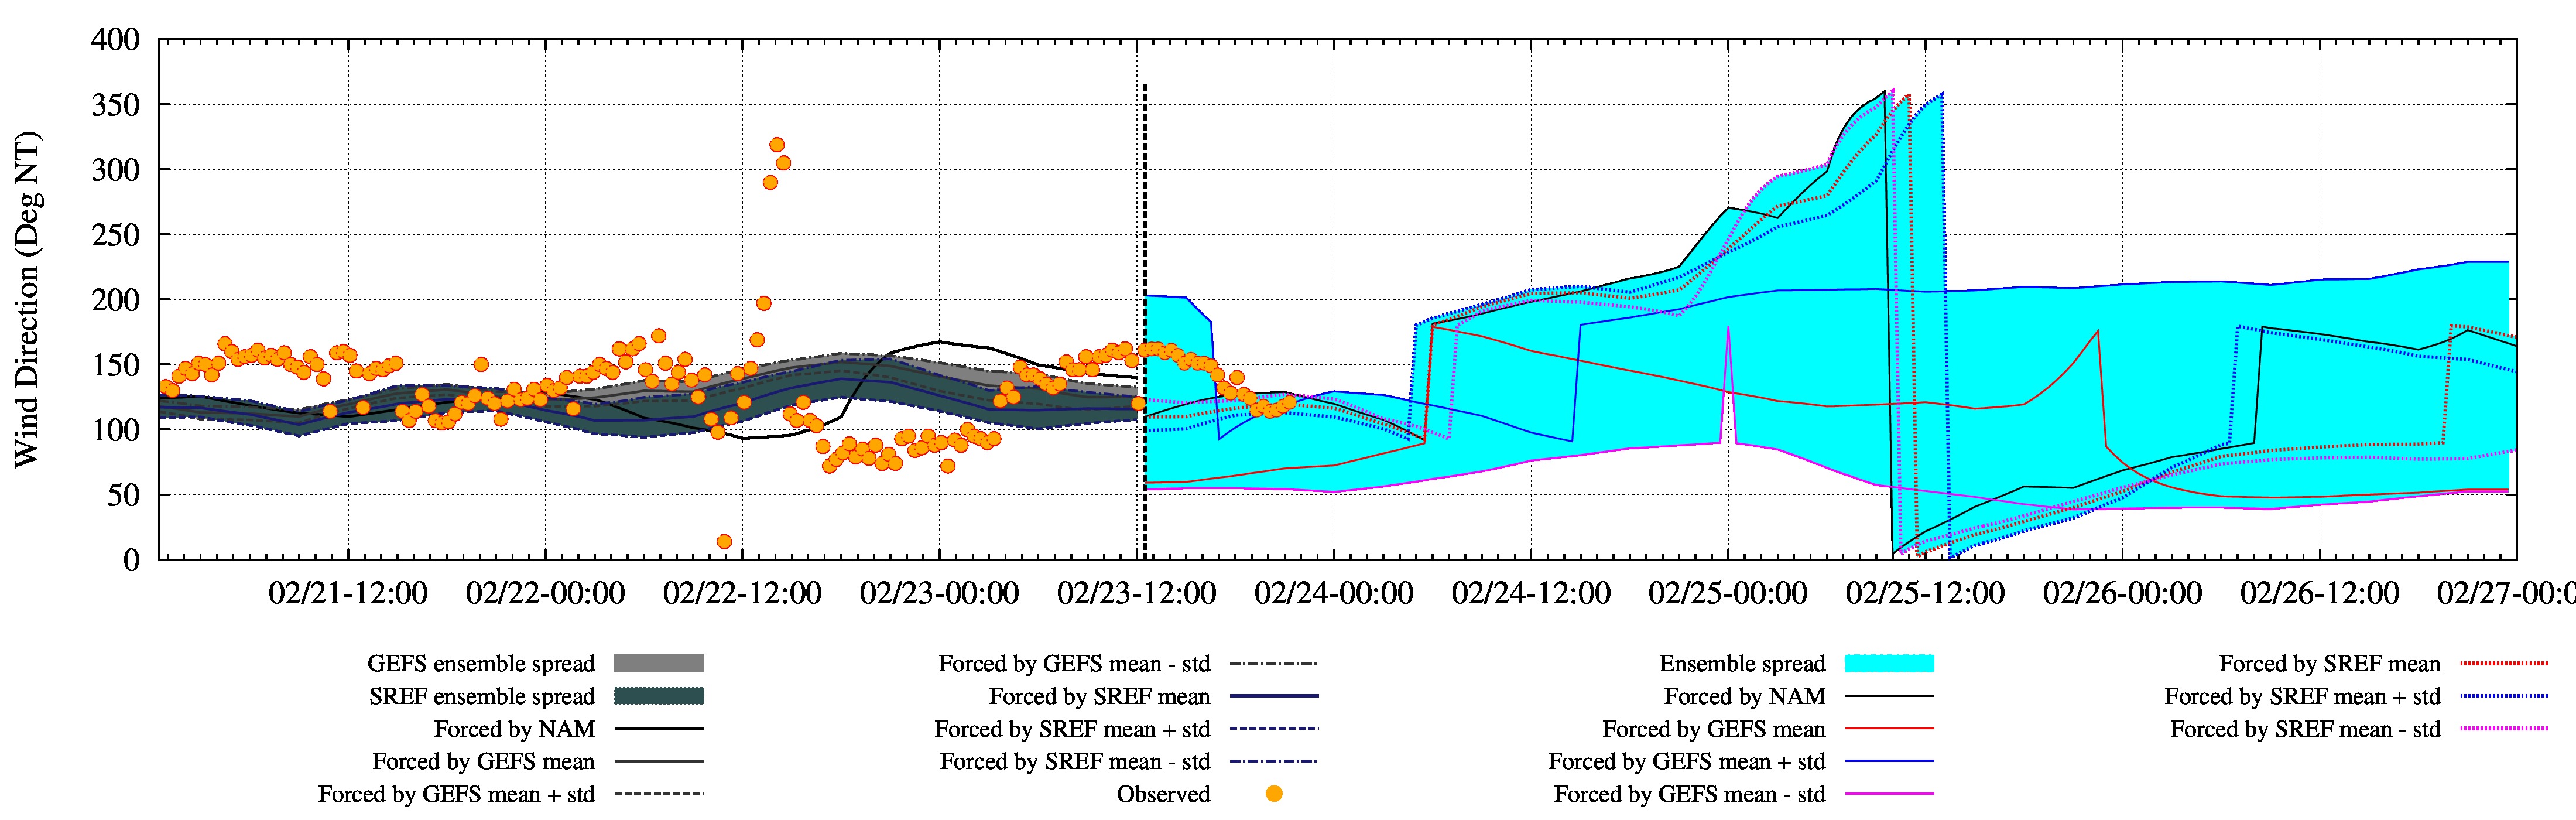 Wind Direction (Deg NT)
400
350
300
250
200
150
100
50
0
02/21-12:00 02/22-00:00 02/22-12:00 02/23-00:00 02/23-12:00 02/24-00:00 02/24-12:00 02/25-00:00 02/25-12:00 02/26-00:00 02/26-12:00 02/27-00:0
GEFS ensemble spread
SREF ensemble spread
Forced by NAM
Forced by GEFS mean
Forced by GEFS mean + std
Forced by GEFS mean - std
Forced by SREF mean
Forced by SREF mean + std
Forced by SREF mean - std
Observed
Ensemble spread
Forced by NAM
Forced by GEFS mean
Forced by GEFS mean + std
Forced by GEFS mean - std
Forced by SREF mean
Forced by SREF mean + std
Forced by SREF mean - std